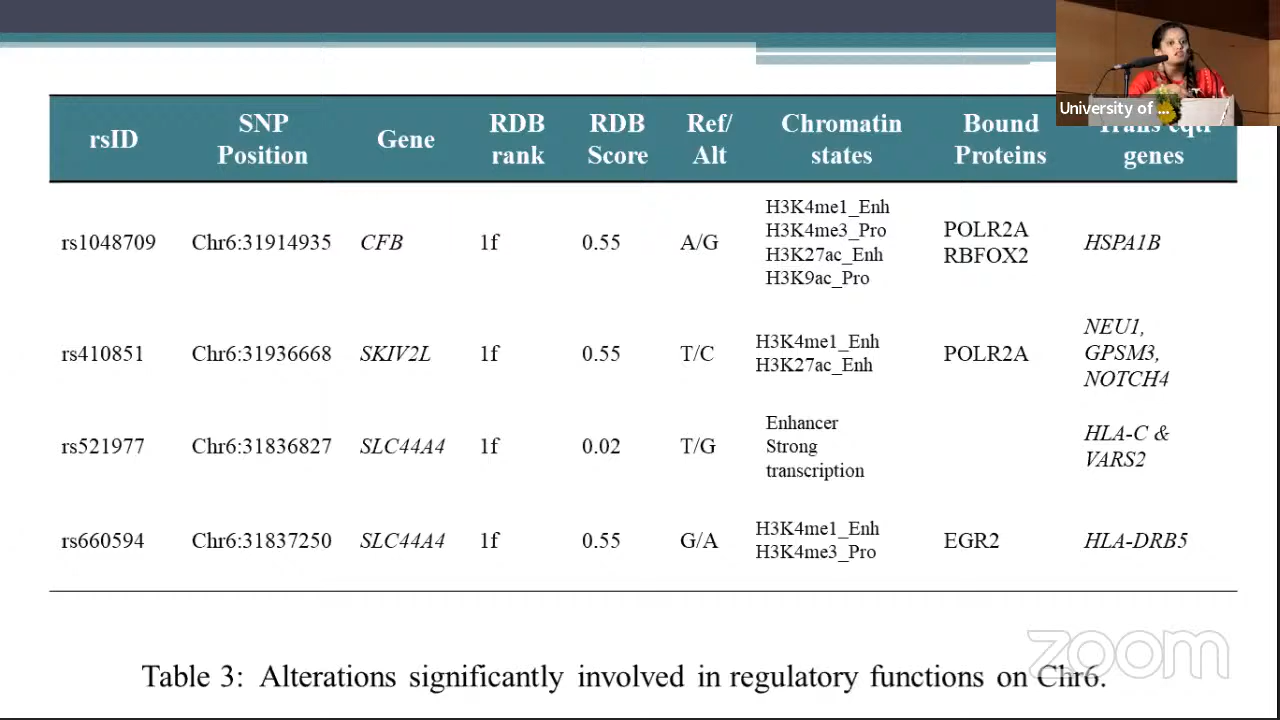 University of ...
rsID SNP Position Gene RDB rank RDB Score Ref/ Alt Chromatin states Bound Proteins Trans eqtl genes
rs1048709 Chr6:31914935 CFB 1f 0.55 A/G H3K4me1_Enh H3K4me3_Pro H3K27ac_Enh H3K9ac_Pro POLR2A RBFOX2 HSPA1B
rs410851 Chr6:31936668 SKIV2L 1f 0.55 T/C H3K4me1_Enh H3K27ac_Enh POLR2A NEU1, GPSM3, NOTCH4
rs521977 Chr6:31836827 SLC44A4 1f 0.02 T/G Enhancer Strong transcription HLA-C & VARS2
rs660594 Chr6:31837250 SLC44A4 1f 0.55 G/A H3K4me1_Enh H3K4me3_Pro EGR2 HLA-DRB5
zoom
Table 3: Alterations significantly involved in regulatory functions on Chr6.